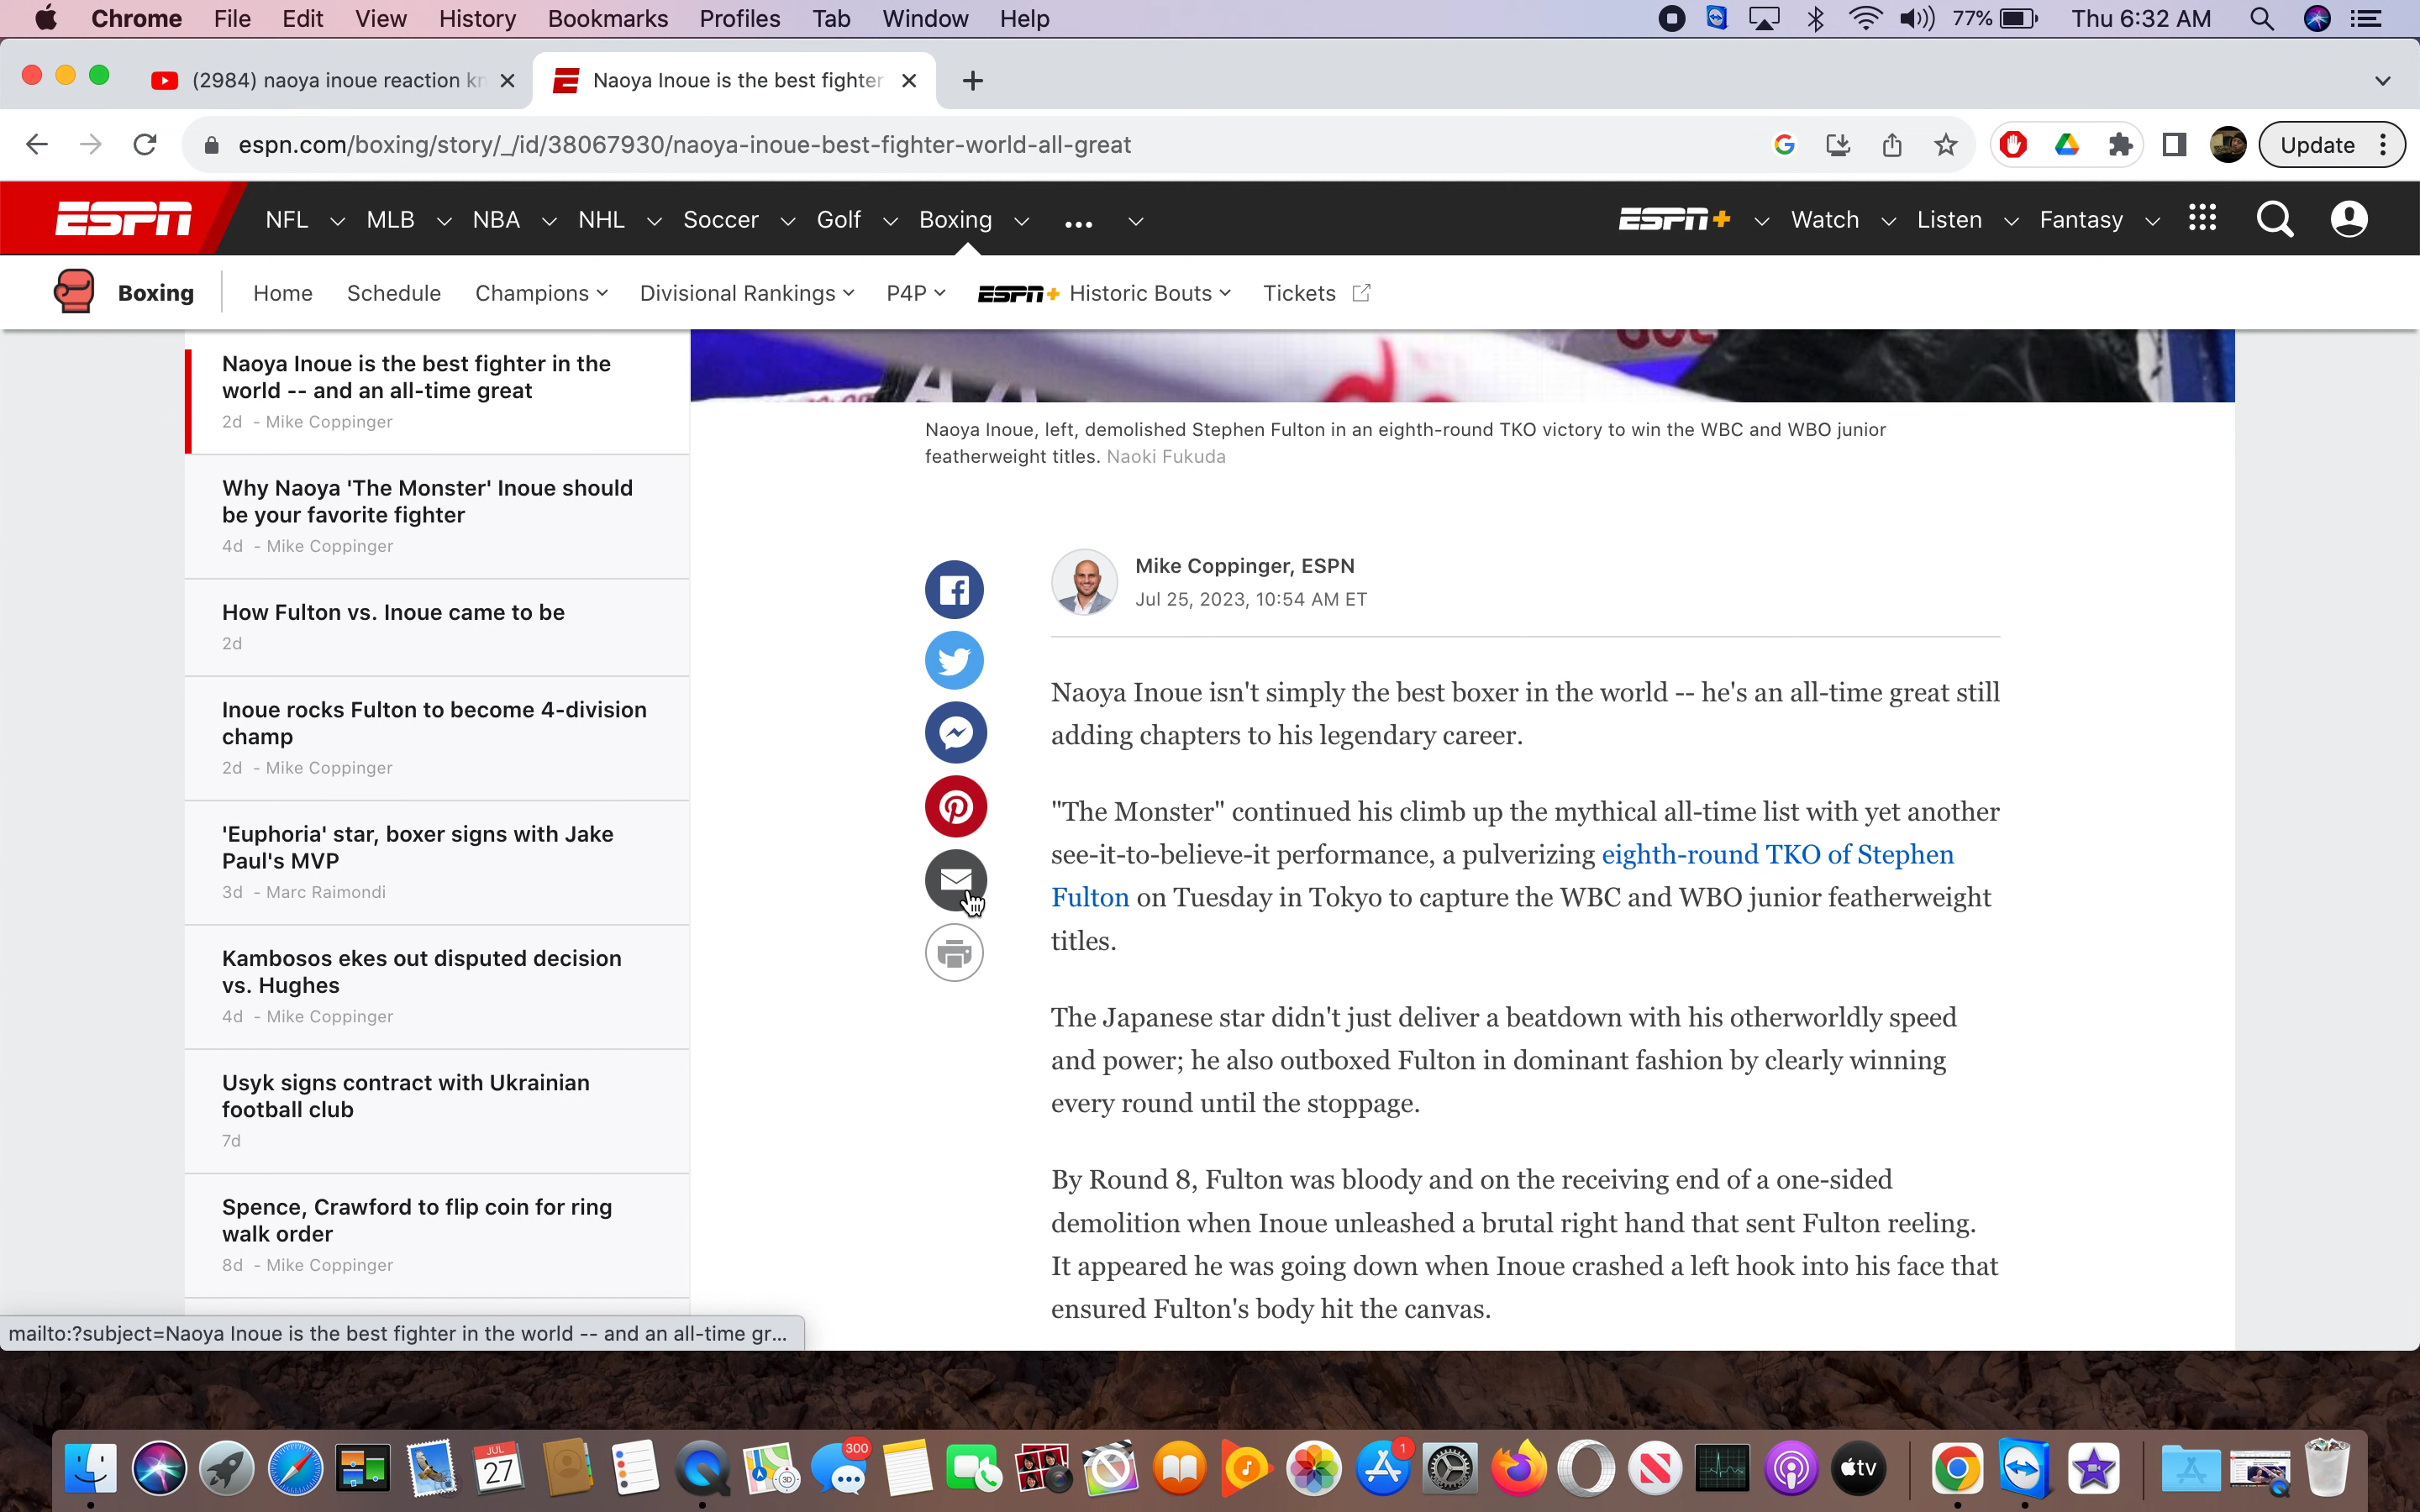 Chrome File Edit View History Bookmarks Profiles Tab Window Help 77% Thu 6:32 AM
(2984) naoya inoue reaction kn Naoya Inoue is the best fighter
espn.com/boxing/story/_/id/38067930/naoya-inoue-best-fighter-world-all-great Update
ESPN NFL MLB NBA NHL Soccer Golf Boxing ... ESPN+ Watch Listen Fantasy
Boxing Home Schedule Champions Divisional Rankings P4P ESPN+ Historic Bouts Tickets
Naoya Inoue is the best fighter in the
world -- and an all-time great
2d - Mike Coppinger
Why Naoya 'The Monster' Inoue should
be your favorite fighter
4d - Mike Coppinger
How Fulton vs. Inoue came to be
2d
Inoue rocks Fulton to become 4-division
champ
2d - Mike Coppinger
'Euphoria' star, boxer signs with Jake
Paul's MVP
3d - Marc Raimondi
Kambosos ekes out disputed decision
vs. Hughes
4d - Mike Coppinger
Usyk signs contract with Ukrainian
football club
7d
Spence, Crawford to flip coin for ring
walk order
8d - Mike Coppinger
Naoya Inoue, left, demolished Stephen Fulton in an eighth-round TKO victory to win the WBC and WBO junior
featherweight titles. Naoki Fukuda
Mike Coppinger, ESPN
Jul 25, 2023, 10:54 AM ET
Naoya Inoue isn't simply the best boxer in the world -- he's an all-time great still
adding chapters to his legendary career.
"The Monster" continued his climb up the mythical all-time list with yet another
see-it-to-believe-it performance, a pulverizing eighth-round TKO of Stephen
Fulton on Tuesday in Tokyo to capture the WBC and WBO junior featherweight
titles.
The Japanese star didn't just deliver a beatdown with his otherworldly speed
and power; he also outboxed Fulton in dominant fashion by clearly winning
every round until the stoppage.
By Round 8, Fulton was bloody and on the receiving end of a one-sided
demolition when Inoue unleashed a brutal right hand that sent Fulton reeling.
It appeared he was going down when Inoue crashed a left hook into his face that
ensured Fulton's body hit the canvas.
mailto:?subject=Naoya Inoue is the best fighter in the world -- and an all-time gr...
JUL
27
3D
300
1
tv